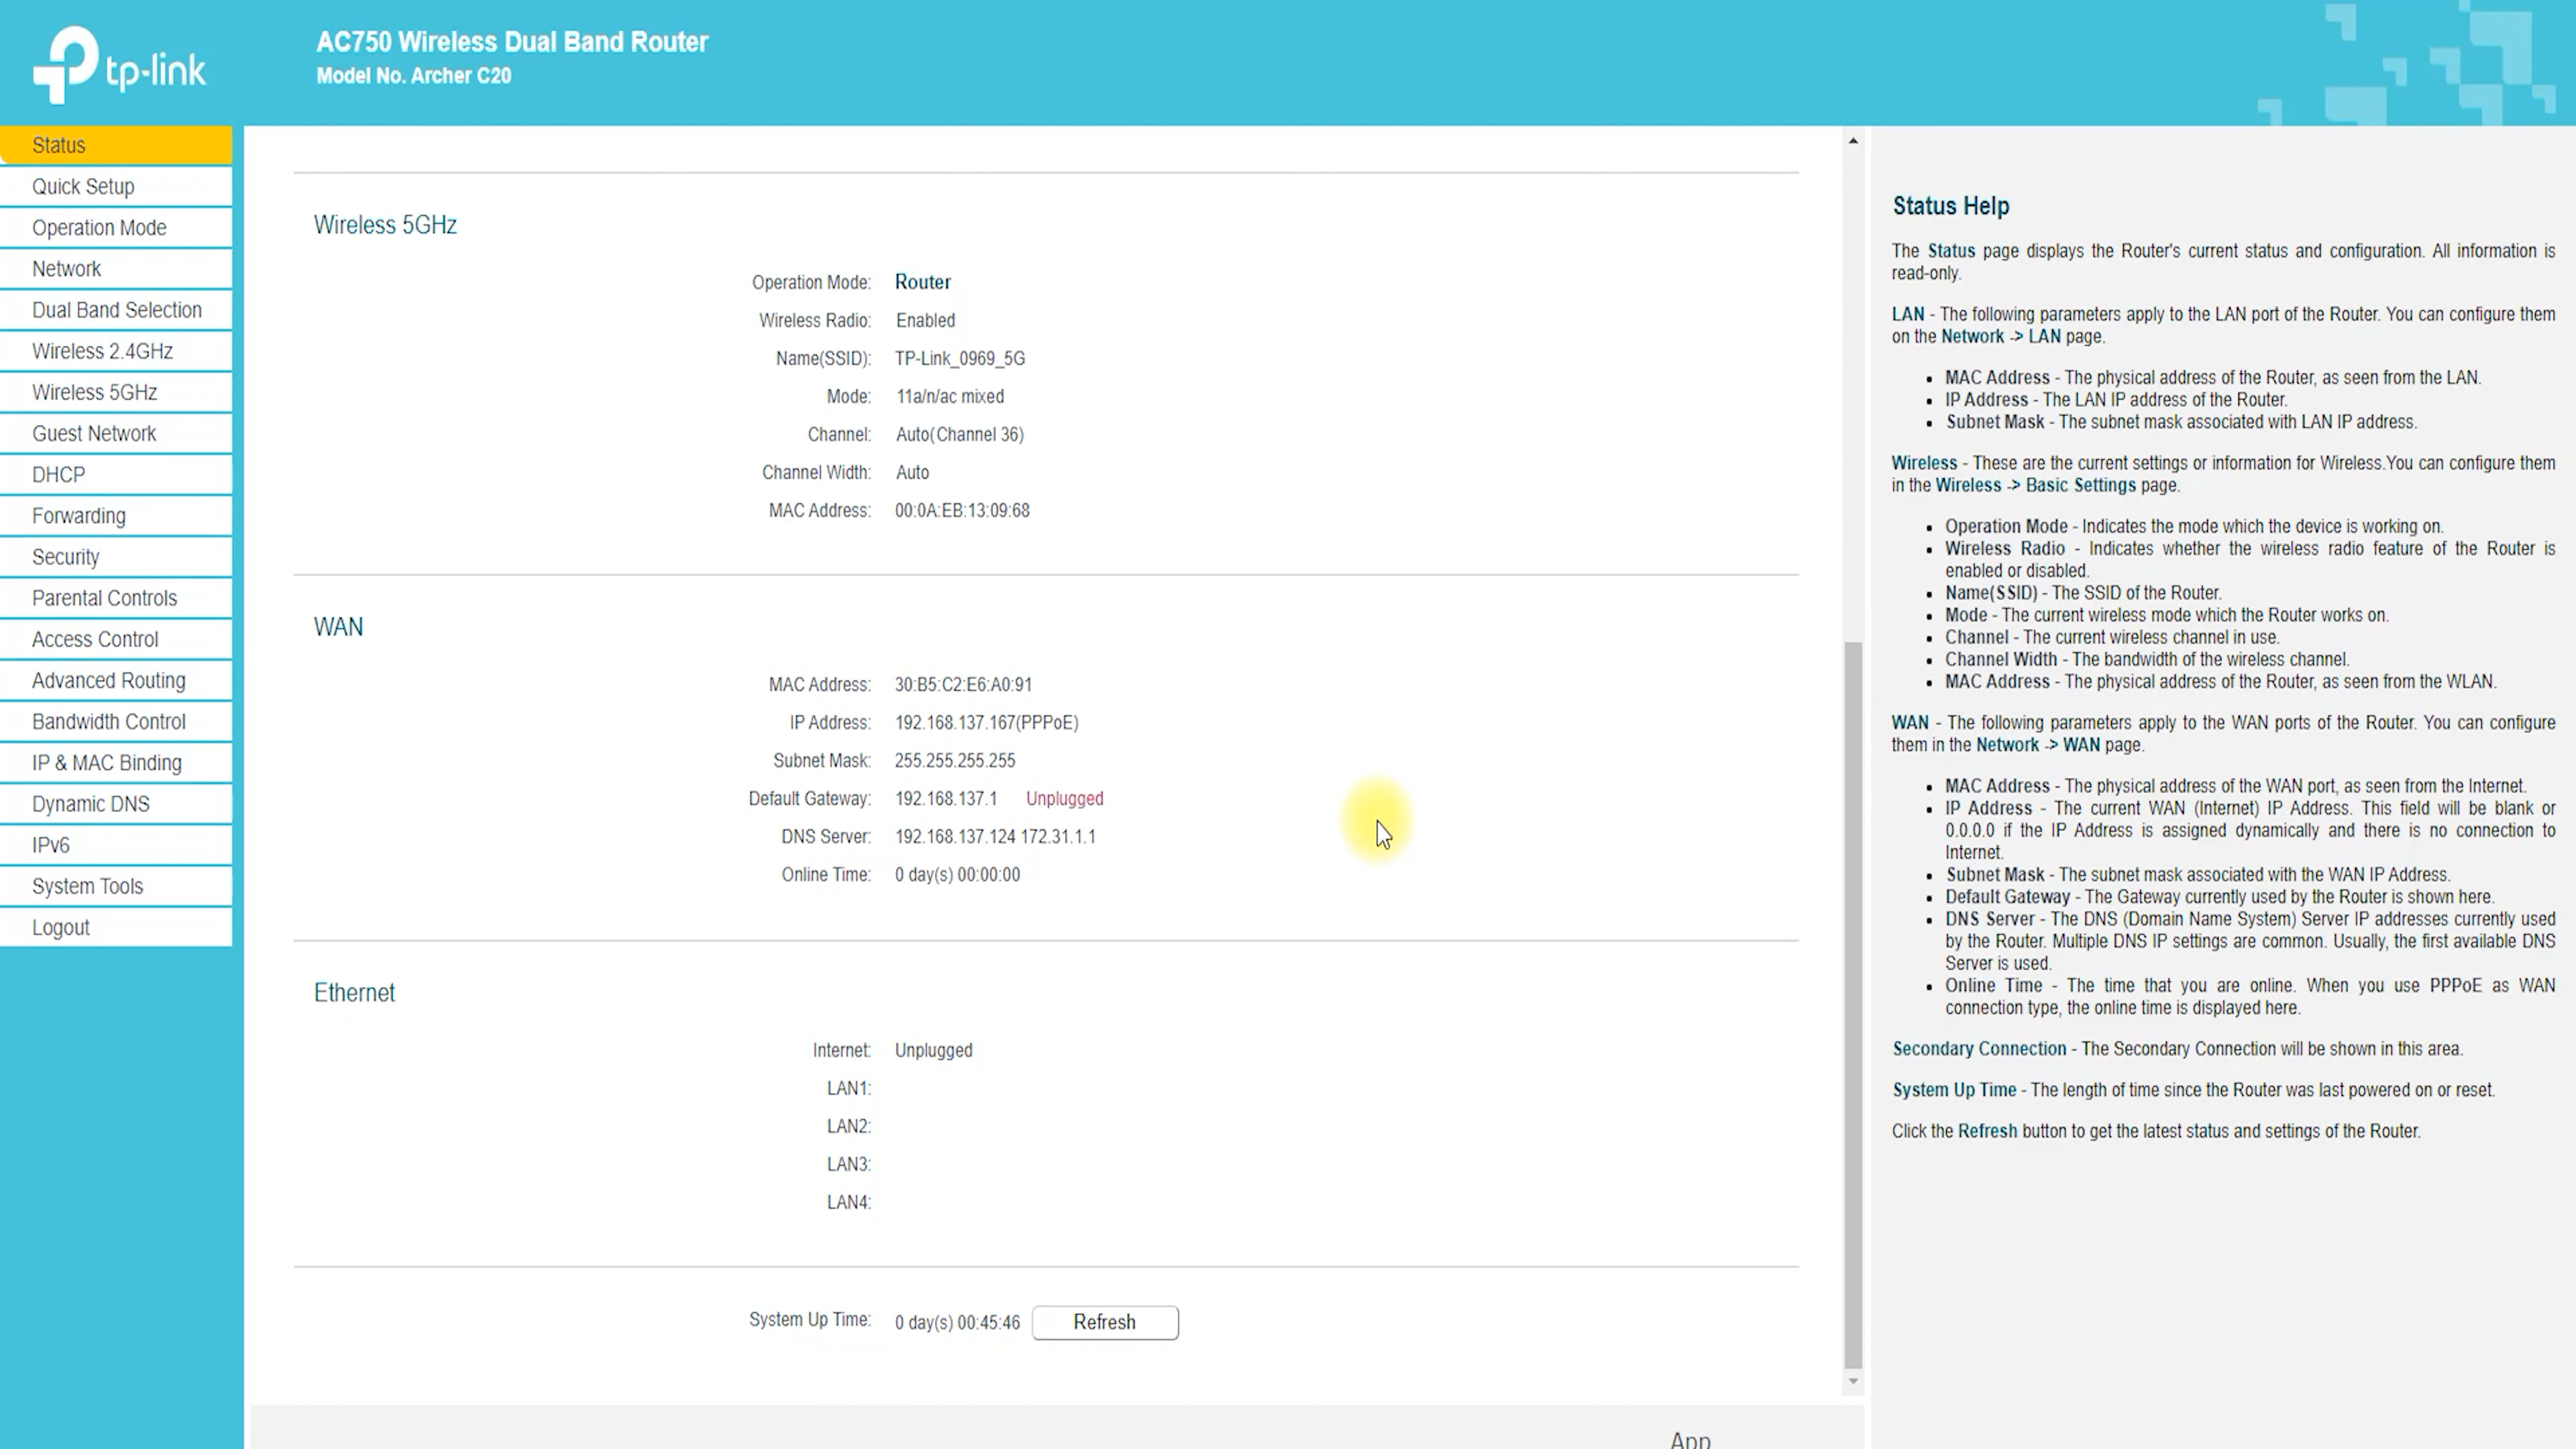 tp-link
AC750 Wireless Dual Band Router
Model No. Archer C20
Status
Quick Setup
Operation Mode
Network
Dual Band Selection
Wireless 2.4GHz
Wireless 5GHz
Guest Network
DHCP
Forwarding
Security
Parental Controls
Access Control
Advanced Routing
Bandwidth Control
IP & MAC Binding
Dynamic DNS
IPv6
System Tools
Logout
Wireless 5GHz
Operation Mode: Router
Wireless Radio: Enabled
Name(SSID): TP-Link_0969_5G
Mode: 11a/n/ac mixed
Channel: Auto(Channel 36)
Channel Width: Auto
MAC Address: 00:0A:EB:13:09:68
WAN
MAC Address: 30:B5:C2:E6:A0:91
IP Address: 192.168.137.167(PPPoE)
Subnet Mask: 255.255.255.255
Default Gateway: 192.168.137.1 Unplugged
DNS Server: 192.168.137.124 172.31.1.1
Online Time: 0 day(s) 00:00:00
Ethernet
Internet: Unplugged
LAN1:
LAN2:
LAN3:
LAN4:
System Up Time: 0 day(s) 00:45:46 Refresh
App
Status Help
The Status page displays the Router's current status and configuration. All information is
read-only.
LAN - The following parameters apply to the LAN port of the Router. You can configure them
on the Network -> LAN page.
• MAC Address - The physical address of the Router, as seen from the LAN.
• IP Address - The LAN IP address of the Router.
• Subnet Mask - The subnet mask associated with LAN IP address.
Wireless - These are the current settings or information for Wireless.You can configure them
in the Wireless -> Basic Settings page.
• Operation Mode - Indicates the mode which the device is working on.
• Wireless Radio - Indicates whether the wireless radio feature of the Router is
enabled or disabled.
• Name(SSID) - The SSID of the Router.
• Mode - The current wireless mode which the Router works on.
• Channel - The current wireless channel in use.
• Channel Width - The bandwidth of the wireless channel.
• MAC Address - The physical address of the Router, as seen from the WLAN.
WAN - The following parameters apply to the WAN ports of the Router. You can configure
them in the Network -> WAN page.
• MAC Address - The physical address of the WAN port, as seen from the Internet.
• IP Address - The current WAN (Internet) IP Address. This field will be blank or
0.0.0.0 if the IP Address is assigned dynamically and there is no connection to
Internet.
• Subnet Mask - The subnet mask associated with the WAN IP Address.
• Default Gateway - The Gateway currently used by the Router is shown here.
• DNS Server - The DNS (Domain Name System) Server IP addresses currently used
by the Router. Multiple DNS IP settings are common. Usually, the first available DNS
Server is used.
• Online Time - The time that you are online. When you use PPPoE as WAN
connection type, the online time is displayed here.
Secondary Connection - The Secondary Connection will be shown in this area.
System Up Time - The length of time since the Router was last powered on or reset.
Click the Refresh button to get the latest status and settings of the Router.